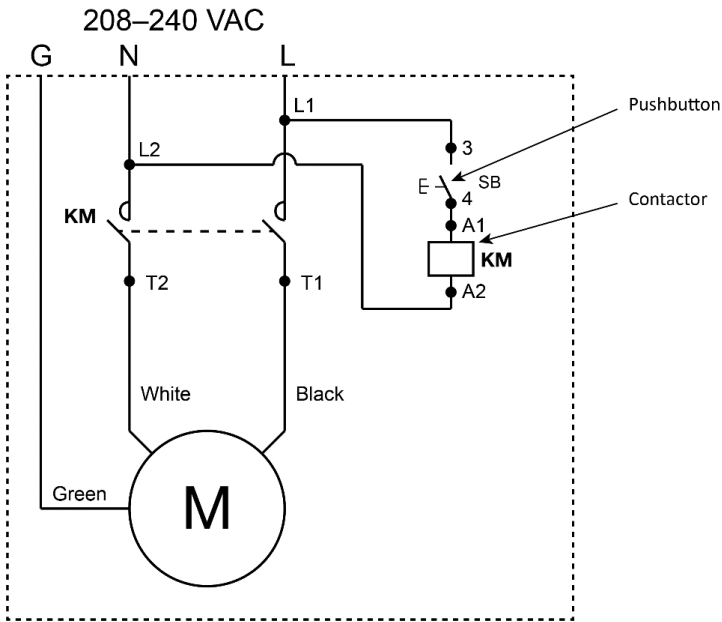 208–240 VAC
G N L
L1
Pushbutton
L2
3
SB
4
Contactor
KM
A1
KM
T2
T1
A2
White
Black
Green
M